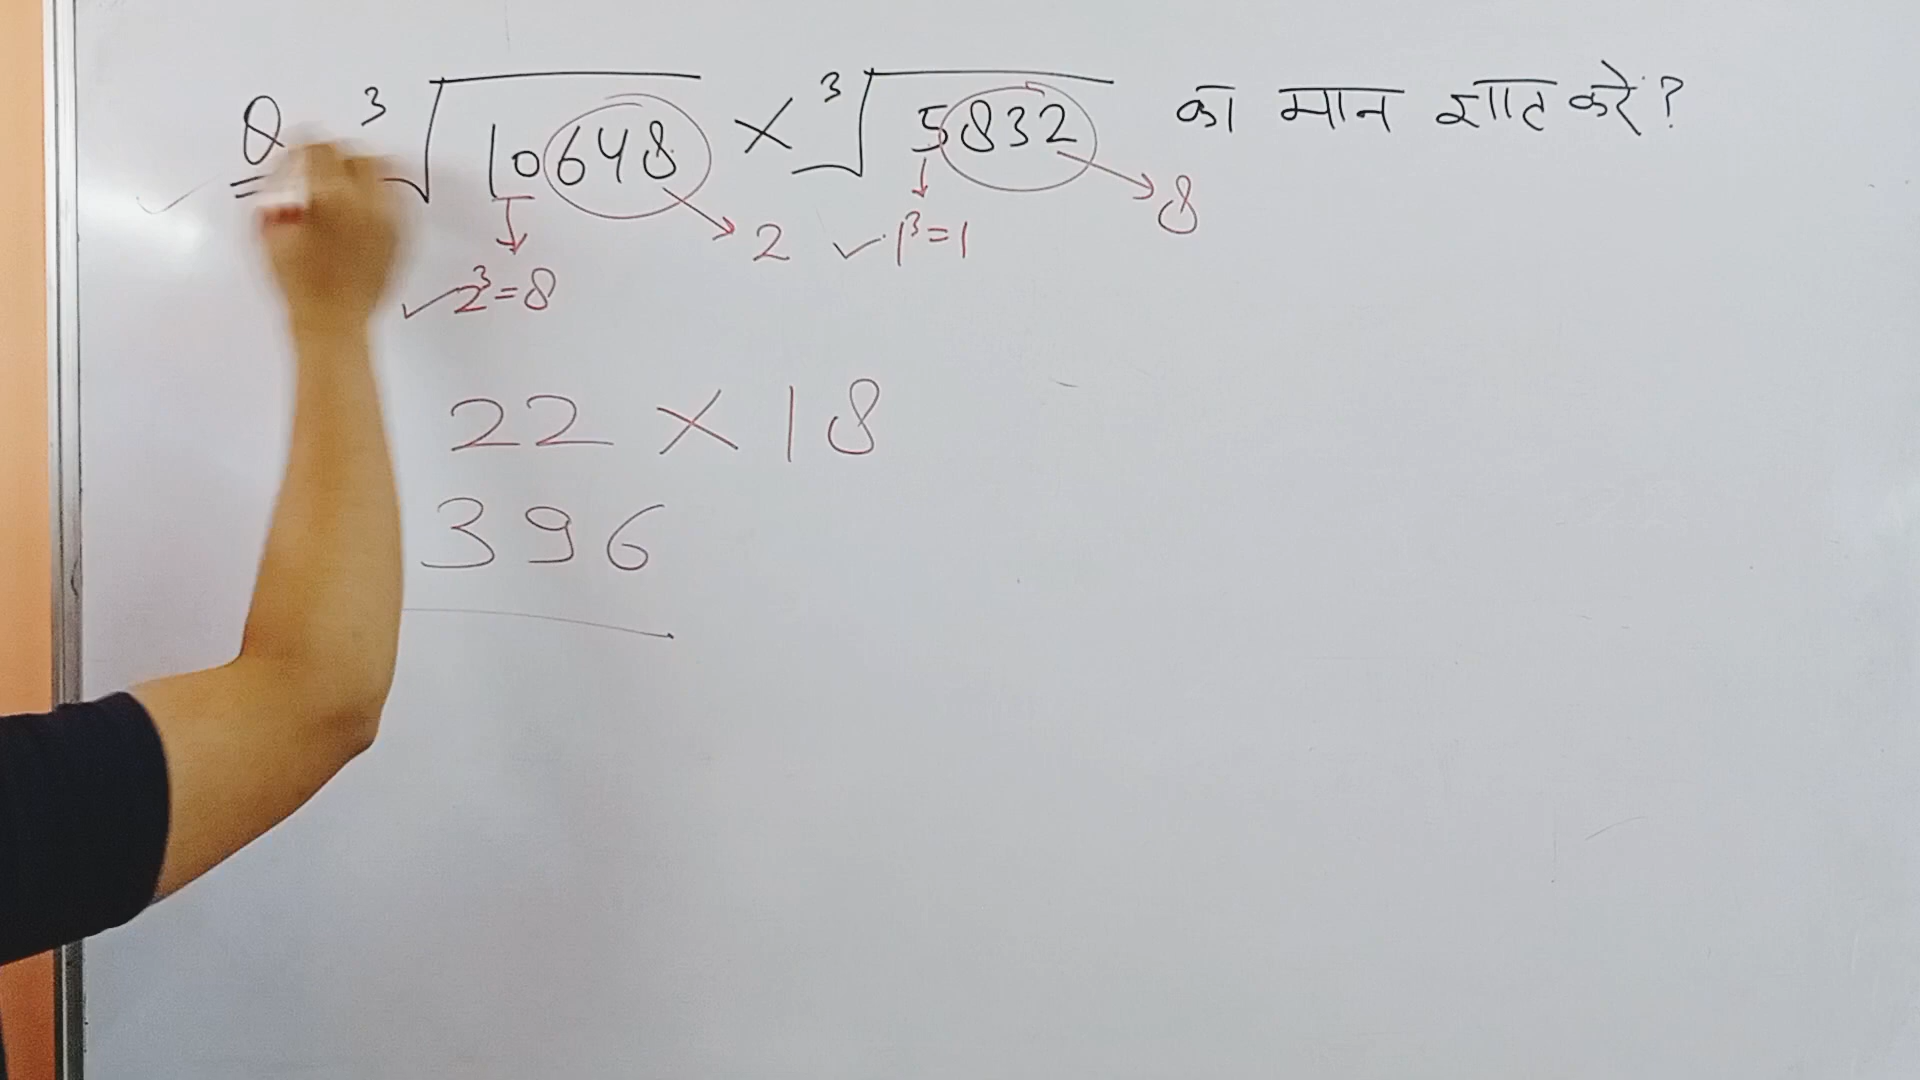 Q ³√10648 × ³√5832 का मान ज्ञात करे?
2 ✓ 1³=1 8
✓ 2³=8
22 × 18
396